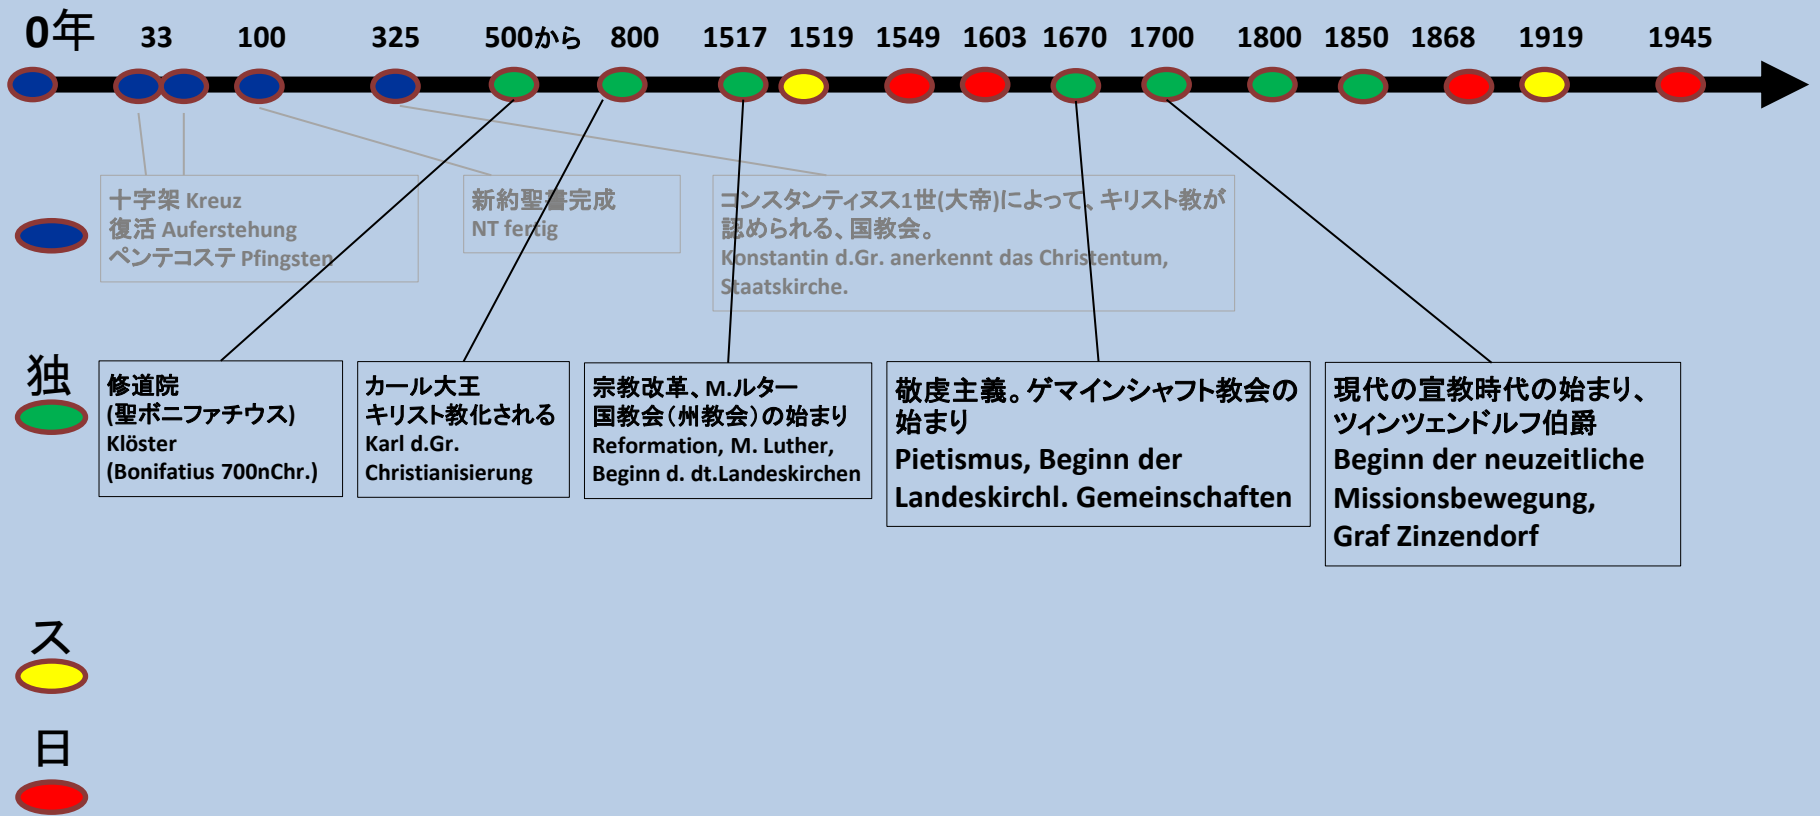 0年 33 100 325 500から 800 1517 1519 1549 1603 1670 1700 1800 1850 1868 1919 1945
十字架 Kreuz
復活 Auferstehung
ペンテコステ Pfingsten
新約聖書完成
NT fertig
コンスタンティヌス1世(大帝)によって、キリスト教が
認められる、国教会。
Konstantin d.Gr. anerkennt das Christentum,
Staatskirche.
独
修道院
(聖ボニファチウス)
Klöster
(Bonifatius 700nChr.)
カール大王
キリスト教化される
Karl d.Gr.
Christianisierung
宗教改革、M.ルター
国教会(州教会)の始まり
Reformation, M. Luther,
Beginn d. dt.Landeskirchen
敬虔主義。ゲマインシャフト教会の
始まり
Pietismus, Beginn der
Landeskirchl. Gemeinschaften
現代の宣教時代の始まり、
ツィンツェンドルフ伯爵
Beginn der neuzeitliche
Missionsbewegung,
Graf Zinzendorf
ス
日